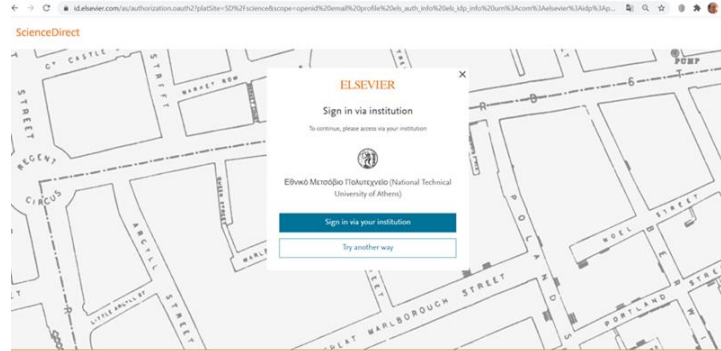 id.elsevier.com/as/authorization.oauth2?platSite=SD%2Fscience&scope=openid%20email%20profile%20els_auth_info%20els_idp_info%20urn%3Acom%3Aelsevier%3Aidp%3Ap...
ScienceDirect
ELSEVIER
Sign in via institution
To continue, please access via your institution
Εθνικό Μετσόβιο Πολυτεχνείο (National Technical
University of Athens)
Sign in via your institution
Try another way
CASTLE
STREET
MARKET ROW
PUMP
STREET
REGENT
CIRCUS
ARGYLL
STREET
LITTLE ARGYLL ST
MARLBOROUGH STREET
POLAND
NOEL STREET
PORTLAND